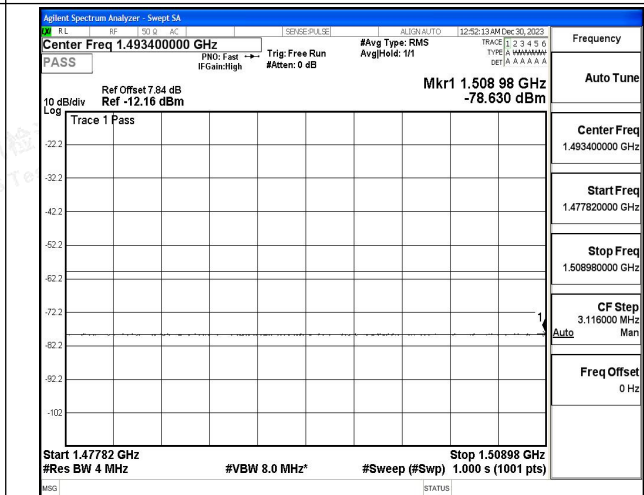 Agilent Spectrum Analyzer - Swept SA
RL RF 50 Ω AC SENSE:PULSE ALIGN AUTO 12:52:13 AM Dec 30, 2023
Center Freq 1.493400000 GHz #Avg Type: RMS TRACE 1 2 3 4 5 6
PASS PNO: Fast Trig: Free Run Avg|Hold: 1/1 TYPE A WWWWW
IFGain:High #Atten: 0 dB DET A A A A A A
Mkr1 1.508 98 GHz
Ref Offset 7.84 dB
10 dB/div Ref -12.16 dBm -78.630 dBm
Log
Trace 1 Pass
-22.2
-32.2
-42.2
-52.2
-62.2
-72.2
1
-82.2
-92.2
-102
Start 1.47782 GHz Stop 1.50898 GHz
#Res BW 4 MHz #VBW 8.0 MHz* #Sweep (#Swp) 1.000 s (1001 pts)
MSG STATUS
Frequency
Auto Tune
Center Freq
1.493400000 GHz
Start Freq
1.477820000 GHz
Stop Freq
1.508980000 GHz
CF Step
3.116000 MHz
Auto Man
Freq Offset
0 Hz